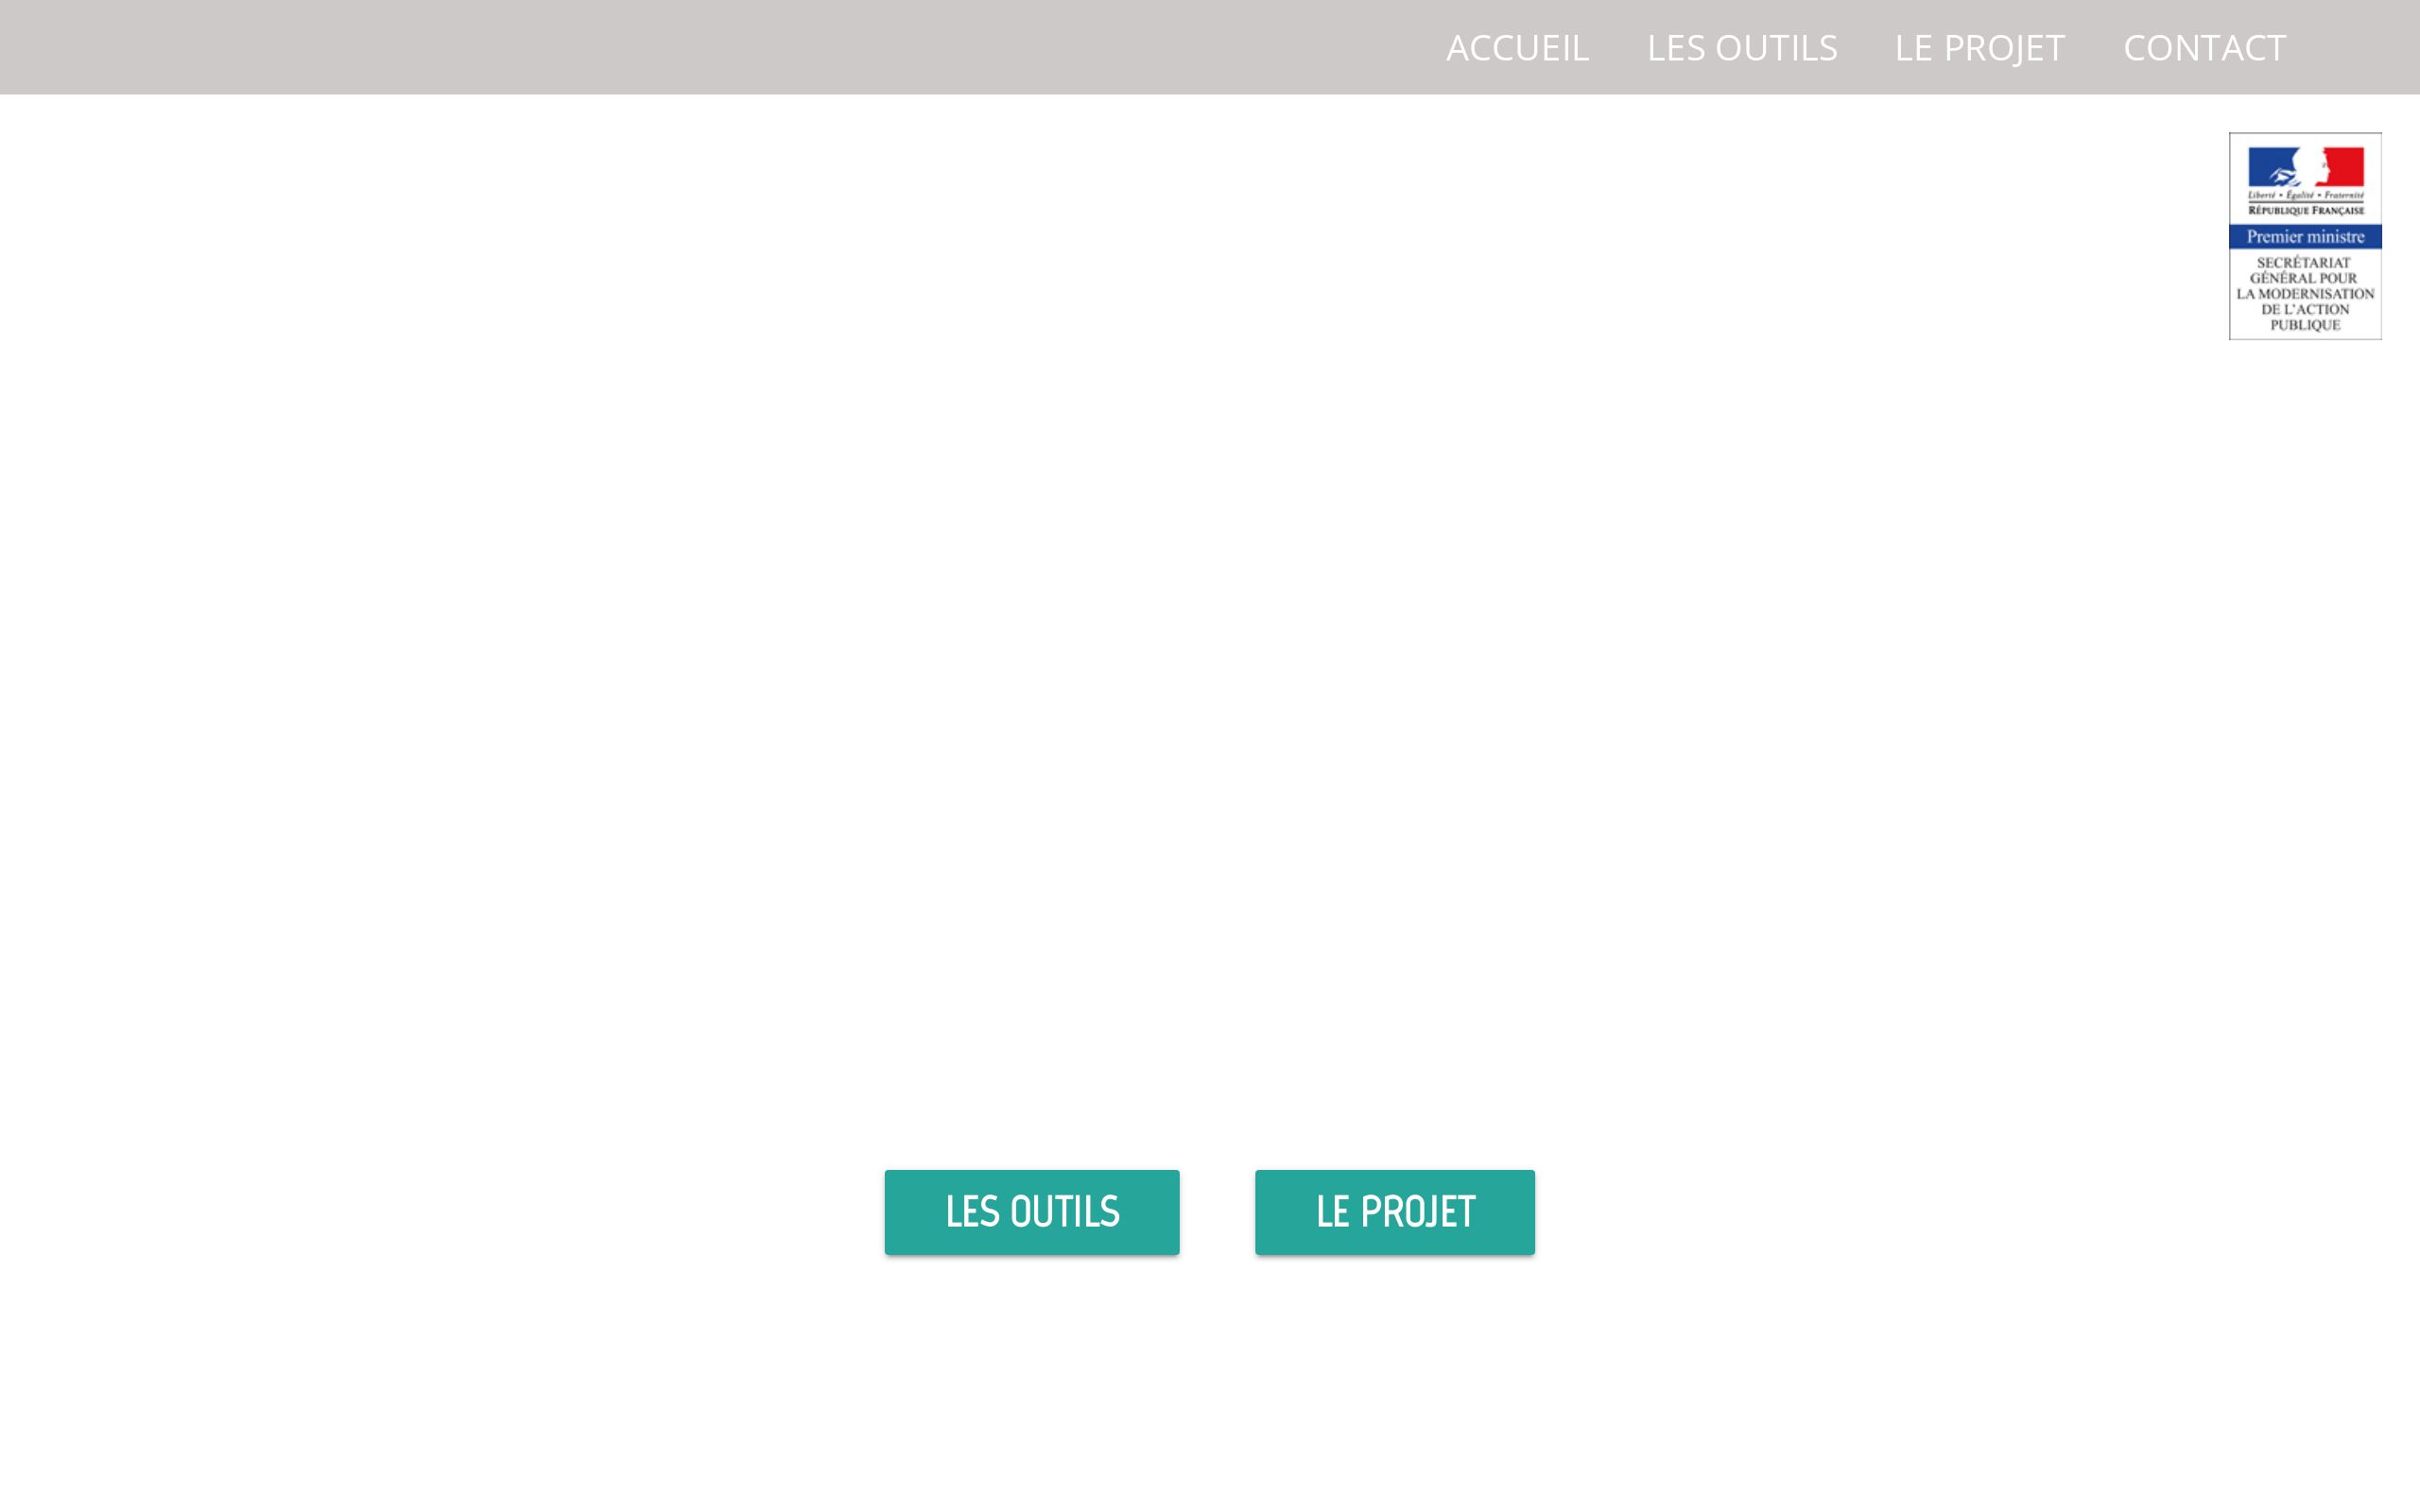 ACCUEIL LES OUTILS LE PROJET CONTACT
Liberté • Égalité • Fraternité
RÉPUBLIQUE FRANÇAISE
Premier ministre
SECRÉTARIAT
GÉNÉRAL POUR
LA MODERNISATION
DE L'ACTION
PUBLIQUE
LES OUTILS LE PROJET